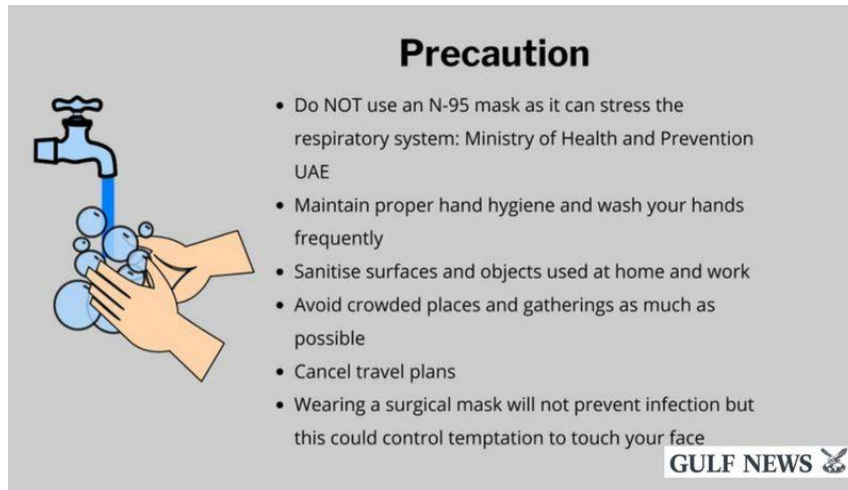 Precaution
• Do NOT use an N-95 mask as it can stress the
respiratory system: Ministry of Health and Prevention
UAE
• Maintain proper hand hygiene and wash your hands
frequently
• Sanitise surfaces and objects used at home and work
• Avoid crowded places and gatherings as much as
possible
• Cancel travel plans
• Wearing a surgical mask will not prevent infection but
this could control temptation to touch your face
GULF NEWS